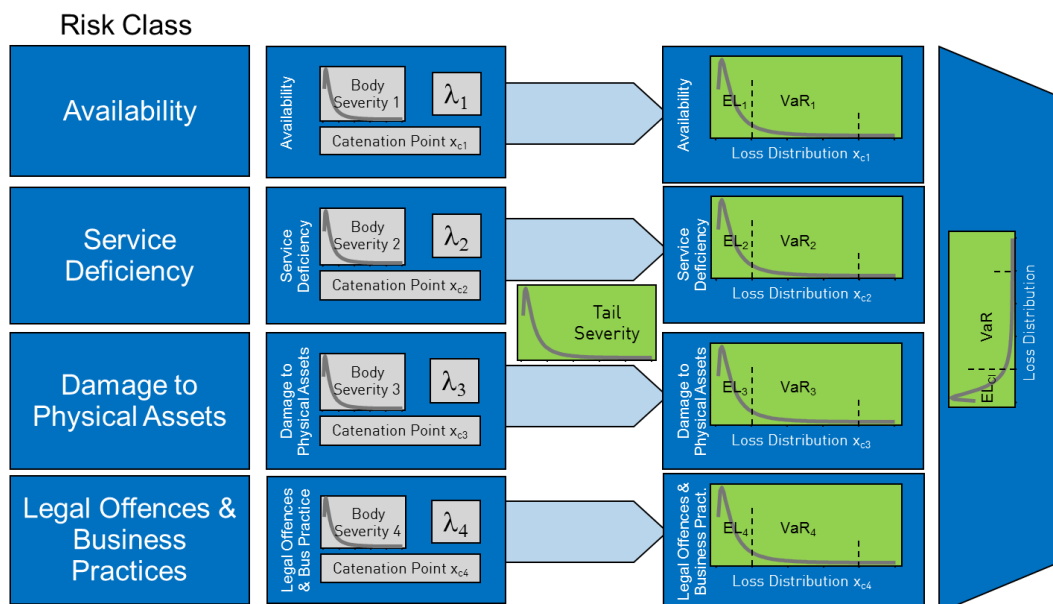 Risk Class
Availability
Availability
Body
Severity 1
λ1
Catenation Point xc1
Availability
EL1
VaR1
Loss Distribution xc1
Service
Deficiency
Service
Deficiency
Body
Severity 2
λ2
Catenation Point xc2
Service
Deficiency
EL2
VaR2
Loss Distribution xc2
Tail
Severity
Damage to
Physical Assets
Damage to
Physical Assets
Body
Severity 3
λ3
Catenation Point xc3
Damage to
Physical Assets
EL3
VaR3
Loss Distribution xc3
Legal Offences &
Business
Practices
Legal Offences
& Bus Practice
Body
Severity 4
λ4
Catenation Point xc4
Legal Offences &
Business Pract.
EL4
VaR4
Loss Distribution xc4
ELCI
VaR
Loss Distribution